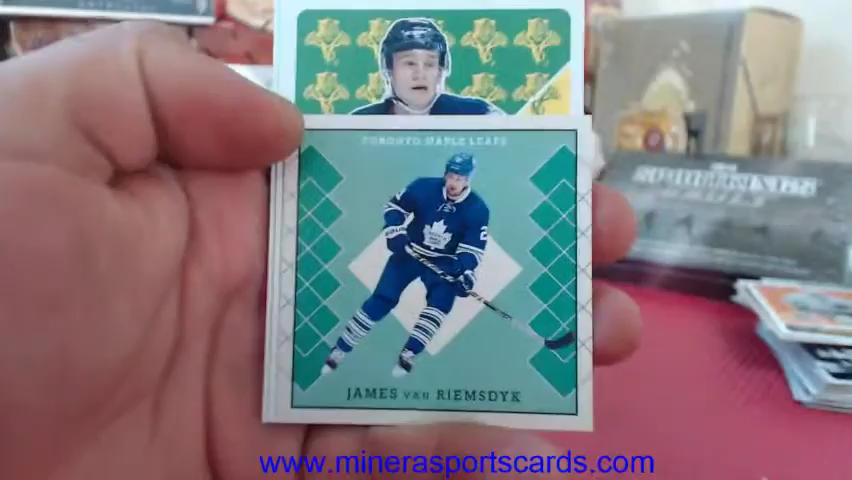 TORONTO MAPLE LEAFS
JAMES van RIEMSDYK
www.minerasportscards.com